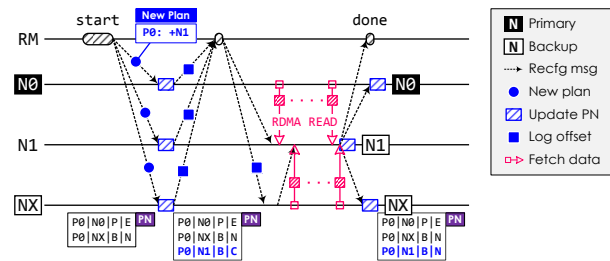 start
New Plan
P0: +N1
done
RM
N0
N0
RDMA READ
N1
N1
NX
NX
PN
P0|N0|P|E
P0|NX|B|N
PN
P0|N0|P|E
P0|NX|B|N
P0|N1|B|C
PN
P0|N0|P|E
P0|NX|B|N
P0|N1|B|N
N Primary
N Backup
Recfg msg
New plan
Update PN
Log offset
Fetch data